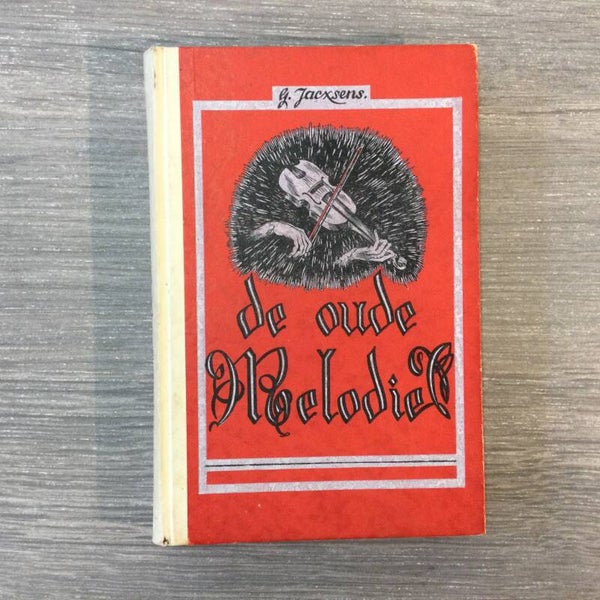 G. Jacxsens.
de oude
Melodie